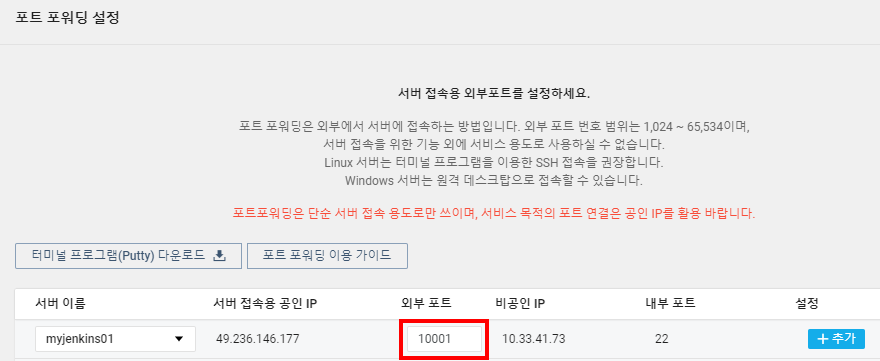 포트 포워딩 설정
서버 접속용 외부포트를 설정하세요.
포트 포워딩은 외부에서 서버에 접속하는 방법입니다. 외부 포트 번호 범위는 1,024 ~ 65,534이며,
서버 접속을 위한 기능 외에 서비스 용도로 사용하실 수 없습니다.
Linux 서버는 터미널 프로그램을 이용한 SSH 접속을 권장합니다.
Windows 서버는 원격 데스크탑으로 접속할 수 있습니다.
포트포워딩은 단순 서버 접속 용도로만 쓰이며, 서비스 목적의 포트 연결은 공인 IP를 활용 바랍니다.
터미널 프로그램(Putty) 다운로드 포트 포워딩 이용 가이드
서버 이름 서버 접속용 공인 IP 외부 포트 비공인 IP 내부 포트 설정
myjenkins01 49.236.146.177 10001 10.33.41.73 22 + 추가